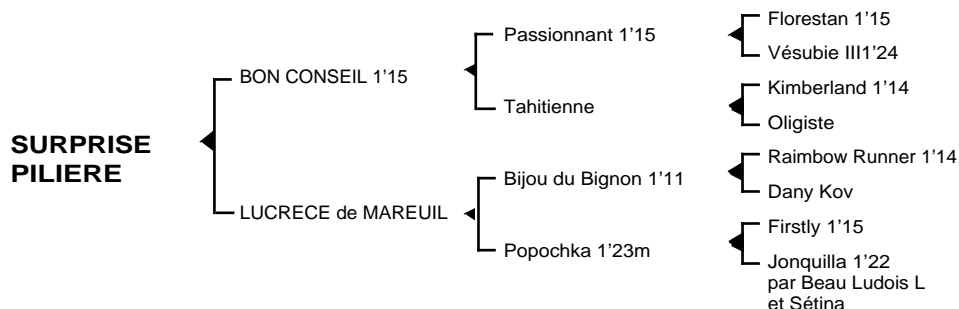 SURPRISE
PILIERE
BON CONSEIL 1’15
LUCRECE de MAREUIL
Passionnant 1’15
Tahitienne
Bijou du Bignon 1’11
Popochka 1’23m
Florestan 1’15
Vésubie III1’24
Kimberland 1’14
Oligiste
Raimbow Runner 1’14
Dany Kov
Firstly 1’15
Jonquilla 1’22
par Beau Ludois L
et Sétina